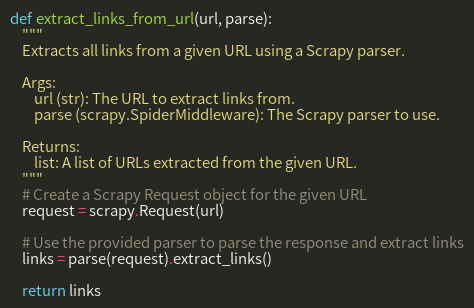 def extract_links_from_url(url, parse):
    """
    Extracts all links from a given URL using a Scrapy parser.

    Args:
        url (str): The URL to extract links from.
        parse (scrapy.SpiderMiddleware): The Scrapy parser to use.

    Returns:
        list: A list of URLs extracted from the given URL.
    """
    # Create a Scrapy Request object for the given URL
    request = scrapy.Request(url)

    # Use the provided parser to parse the response and extract links
    links = parse(request).extract_links()

    return links